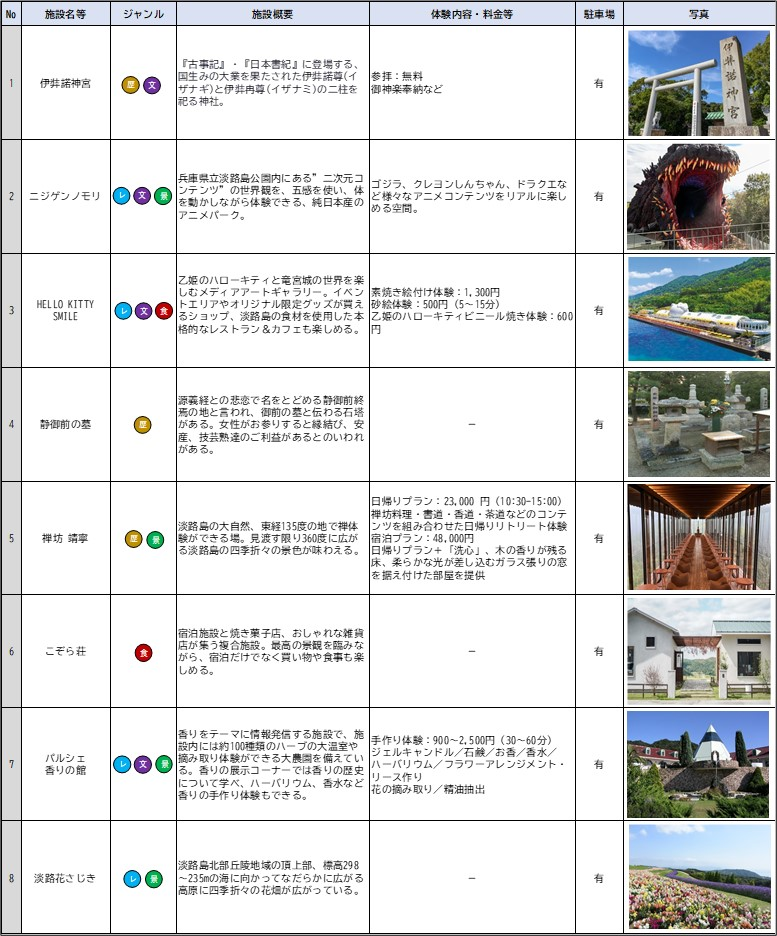 No 施設名等 ジャンル 施設概要 体験内容・料金等 駐車場 写真
1 伊弉諾神宮 歴 文
『古事記』・『日本書紀』に登場する、
国生みの大業を果たされた伊弉諾尊(イ
ザナギ)と伊弉冉尊(イザナミ)の二柱を
祀る神社。
参拝：無料
御神楽奉納など
有
伊弉諾神宮
2 ニジゲンノモリ レ 文 景
兵庫県立淡路島公園内にある”二次元コ
ンテンツ”の世界観を、五感を使い、体
を動かしながら体験できる、純日本産の
アニメパーク。
ゴジラ、クレヨンしんちゃん、ドラクエな
ど様々なアニメコンテンツをリアルに楽し
める空間。
有
3 HELLO KITTY
SMILE
レ 文 食
乙姫のハローキティと竜宮城の世界を楽
しむメディアアートギャラリー。イベン
トエリアやオリジナル限定グッズが買え
るショップ、淡路島の食材を使用した本
格的なレストラン＆カフェも楽しめる。
素焼き絵付け体験：1,300円
砂絵体験：500円（5～15分）
乙姫のハローキティビニール焼き体験：600
円
有
4 静御前の墓 歴
源義経との悲恋で名をとどめる静御前終
焉の地と言われ、御前の墓と伝わる石塔
がある。女性がお参りすると縁結び、安
産、技芸熟達のご利益があるとのいわれ
がある。
－
有
5 禅坊 靖寧 歴 景
淡路島の大自然、東経135度の地で禅体
験ができる場。見渡す限り360度に広が
る淡路島の四季折々の景色が味わえる。
日帰りプラン：23,000 円（10:30-15:00）
禅坊料理・書道・香道・茶道などのコンテ
ンツを組み合わせた日帰りリトリート体験
宿泊プラン：48,000円
日帰りプラン＋「洗心」、木の香りが残る
床、柔らかな光が差し込むガラス張りの窓
を据え付けた部屋を提供
有
6 こぞら荘 食
宿泊施設と焼き菓子店、おしゃれな雑貨
店が集う複合施設。最高の景観を臨みな
がら、宿泊だけでなく買い物や食事も楽
しめる。
－
有
7 パルシェ
香りの館
レ 文 景
香りをテーマに情報発信する施設で、施
設内には約100種類のハーブの大温室や
摘み取り体験ができる大農園を備えてい
る。香りの展示コーナーでは香りの歴史
について学べ、ハーバリウム、香水など
香りの手作り体験もできる。
手作り体験：900～2,500円（30～60分）
ジェルキャンドル／石鹸／お香／香水／
ハーバリウム／フラワーアレンジメント・
リース作り
花の摘み取り／精油抽出
有
8 淡路花さじき レ 景
淡路島北部丘陵地域の頂上部、標高298
～235mの海に向かってなだらかに広がる
高原に四季折々の花畑が広がっている。
－
有